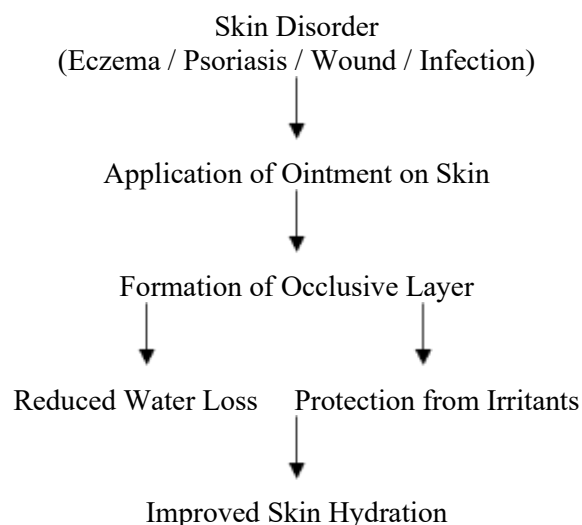 Skin Disorder
(Eczema / Psoriasis / Wound / Infection)
Application of Ointment on Skin
Formation of Occlusive Layer
Reduced Water Loss
Protection from Irritants
Improved Skin Hydration